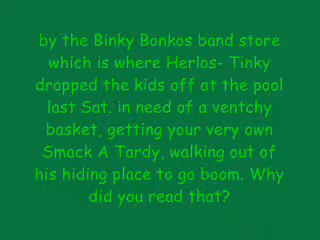 by the Binky Bonkos band store
which is where Herlos- Tinky
dropped the kids off at the pool
last Sat. in need of a ventchy
basket, getting your very own
Smack A Tardy, walking out of
his hiding place to go boom. Why
did you read that?